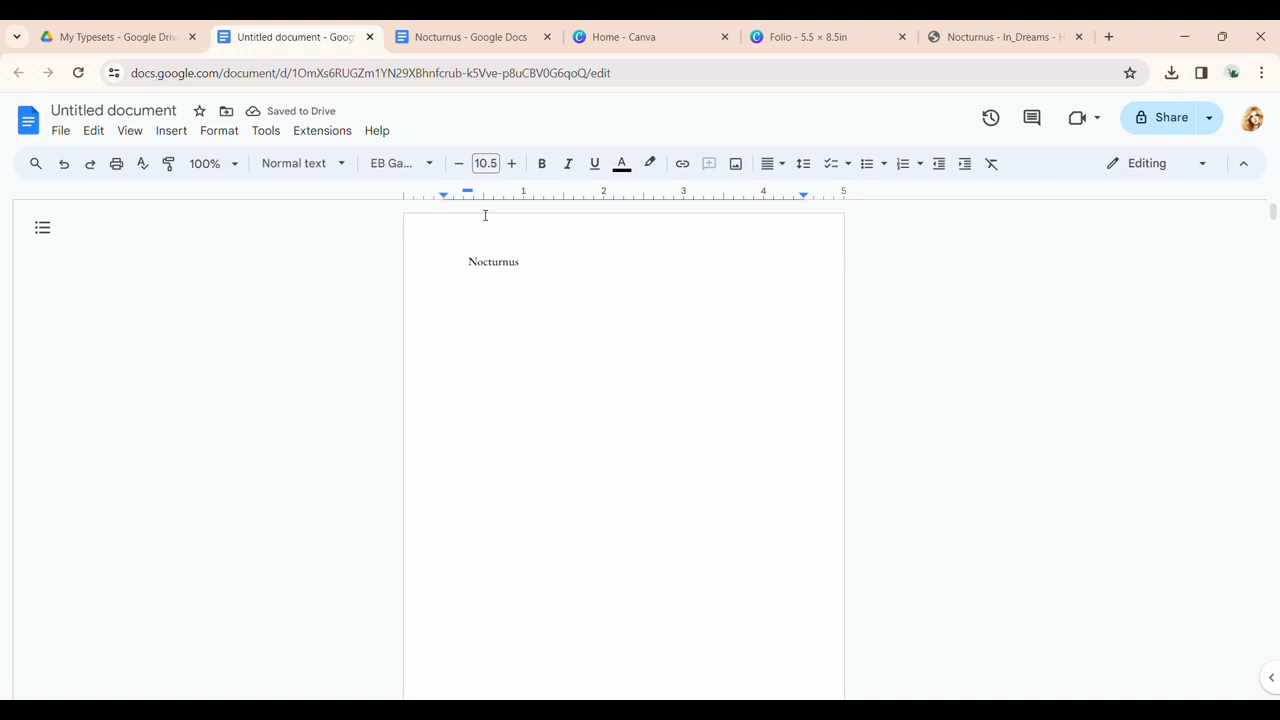 My Typesets - Google Driv
Untitled document - Goog
Nocturnus - Google Docs
Home - Canva
Folio - 5.5 × 8.5in
Nocturnus - In_Dreams - H
docs.google.com/document/d/1OmXs6RUGZm1YN29XBhnfcrub-k5Vve-p8uCBV0G6qoQ/edit
Untitled document
Saved to Drive
File Edit View Insert Format Tools Extensions Help
Share
100% Normal text EB Ga... 10.5
Editing
1 2 3 4 5
Nocturnus